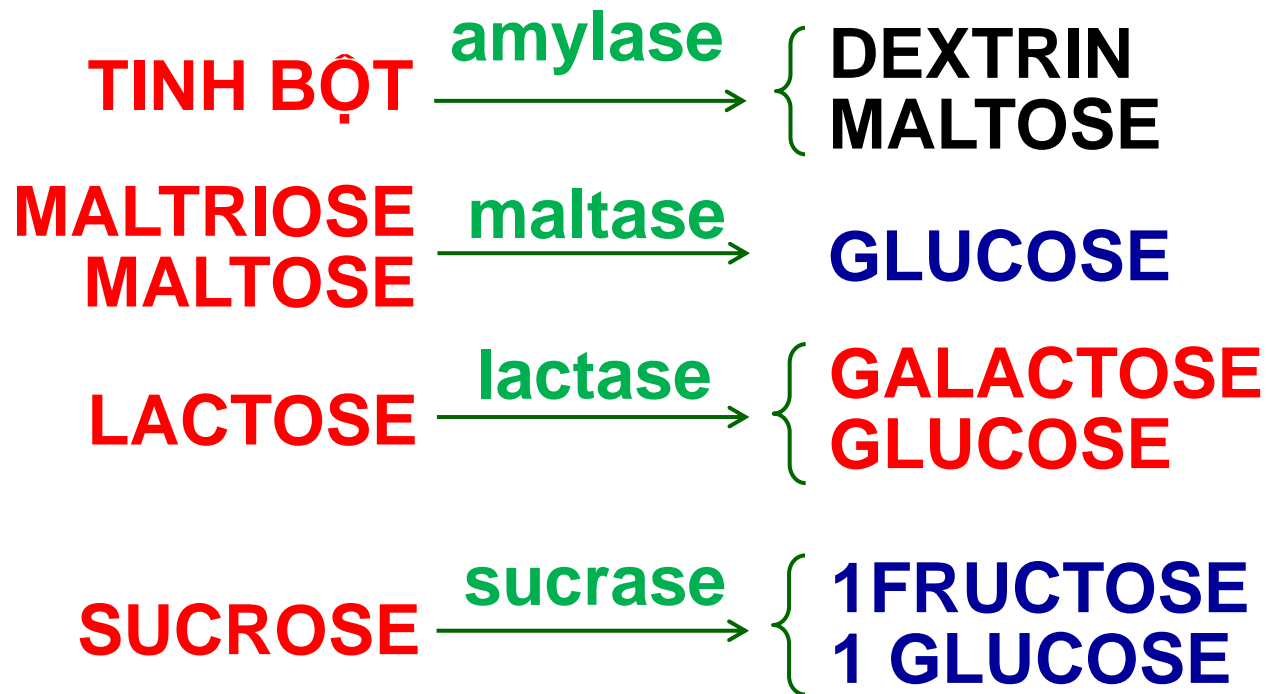 TINH BỘT
amylase
DEXTRIN
MALTOSE
MALTRIOSE
MALTOSE
maltase
GLUCOSE
LACTOSE
lactase
GALACTOSE
GLUCOSE
SUCROSE
sucrase
1FRUCTOSE
1 GLUCOSE